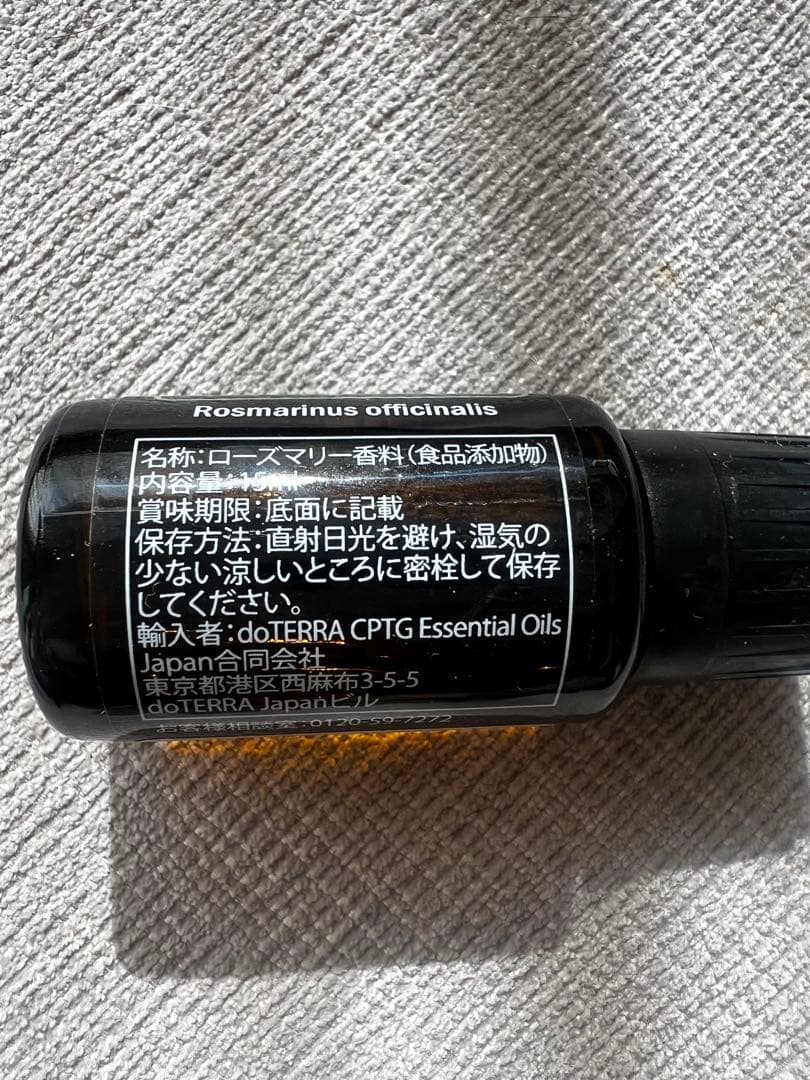 Rosmarinus officinalis
名称：ローズマリー香料（食品添加物）
内容量：15ml
賞味期限：底面に記載
保存方法：直射日光を避け、湿気の
少ない涼しいところに密栓して保存
してください。
輸入者：doTERRA CPTG Essential Oils
Japan合同会社
東京都港区西麻布3-5-5
doTERRA Japanビル
お客様相談室：0120-59-7272